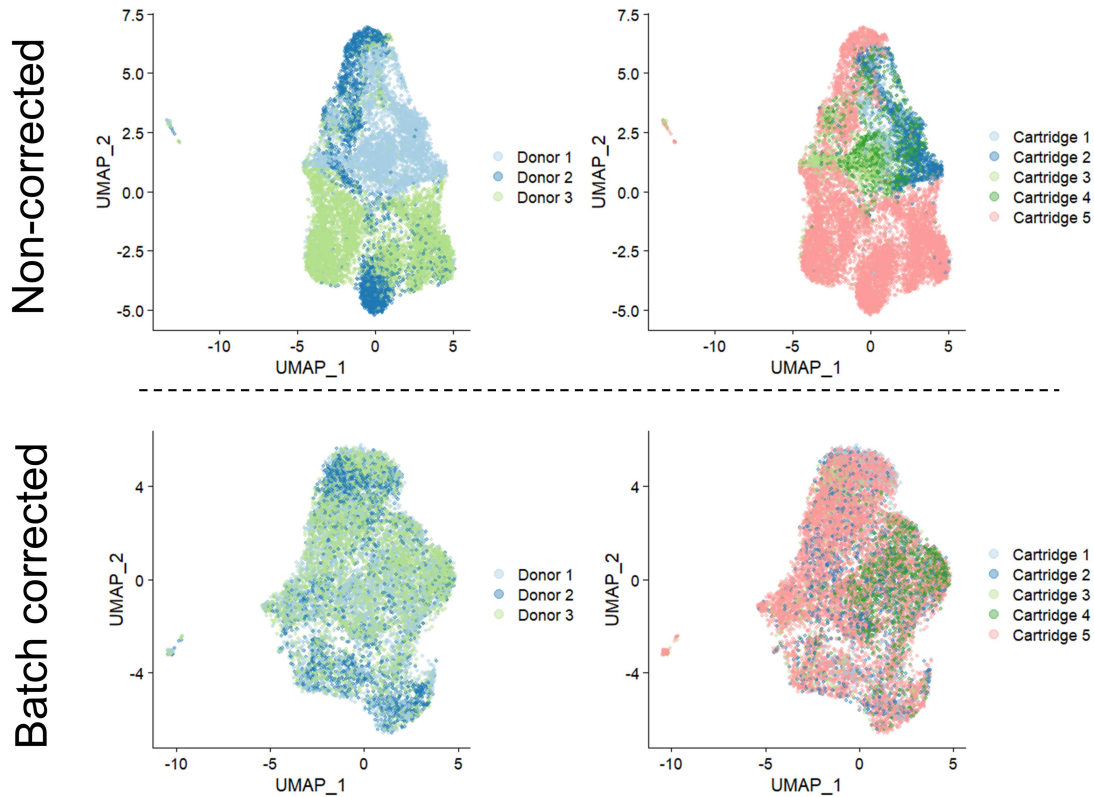 Non-corrected
7.5
5.0
2.5
0.0
-2.5
-5.0
UMAP_2
-10
-5
0
5
UMAP_1
Donor 1
Donor 2
Donor 3
7.5
5.0
2.5
0.0
-2.5
-5.0
UMAP_2
-10
-5
0
5
UMAP_1
Cartridge 1
Cartridge 2
Cartridge 3
Cartridge 4
Cartridge 5
Batch corrected
4
0
-4
UMAP_2
-10
-5
0
5
UMAP_1
Donor 1
Donor 2
Donor 3
4
0
-4
UMAP_2
-10
-5
0
5
UMAP_1
Cartridge 1
Cartridge 2
Cartridge 3
Cartridge 4
Cartridge 5